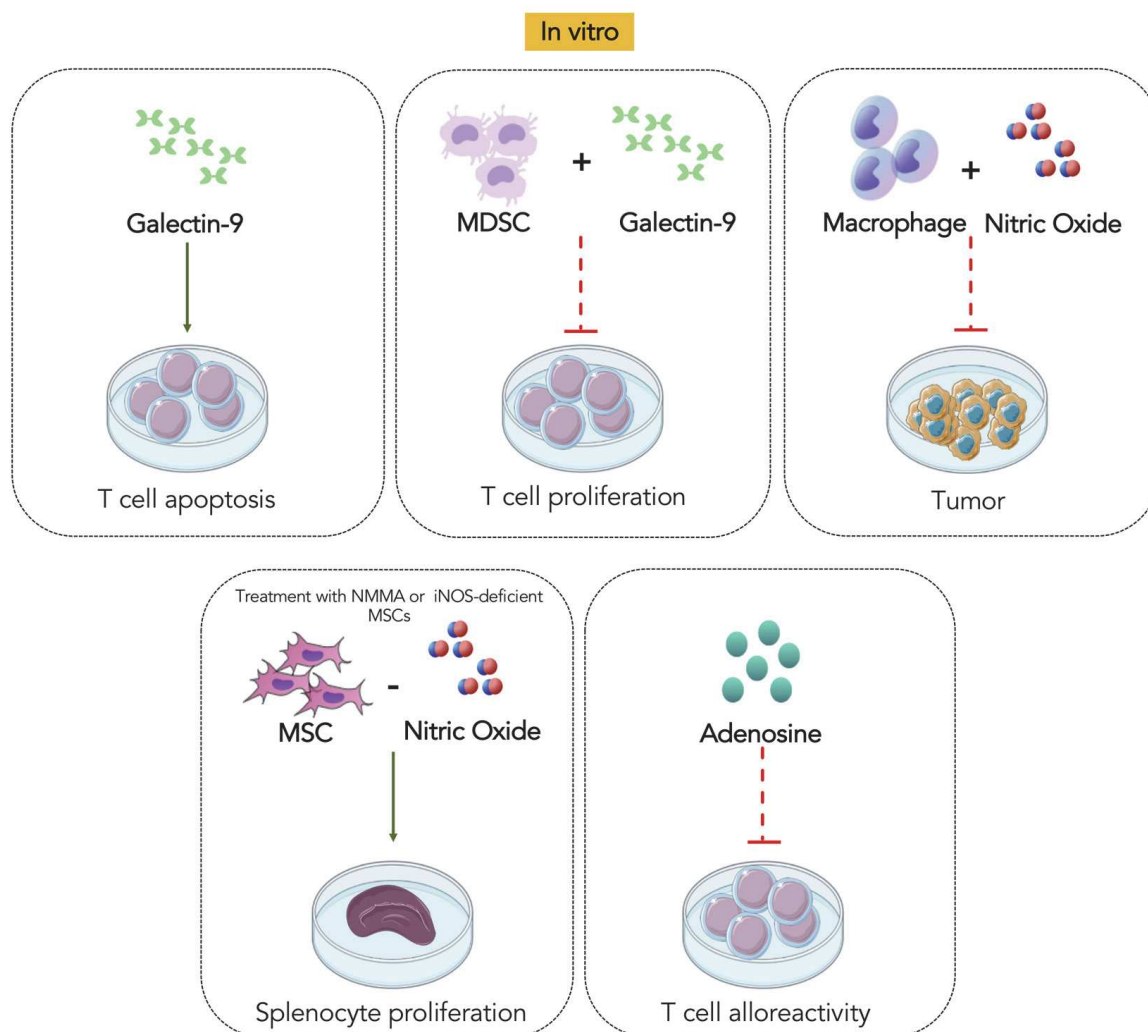 In vitro
Galectin-9
T cell apoptosis
MDSC
+
Galectin-9
T cell proliferation
Macrophage
+
Nitric Oxide
Tumor
Treatment with NMMA or iNOS-deficient
MSCs
MSC
-
Nitric Oxide
Splenocyte proliferation
Adenosine
T cell alloreactivity